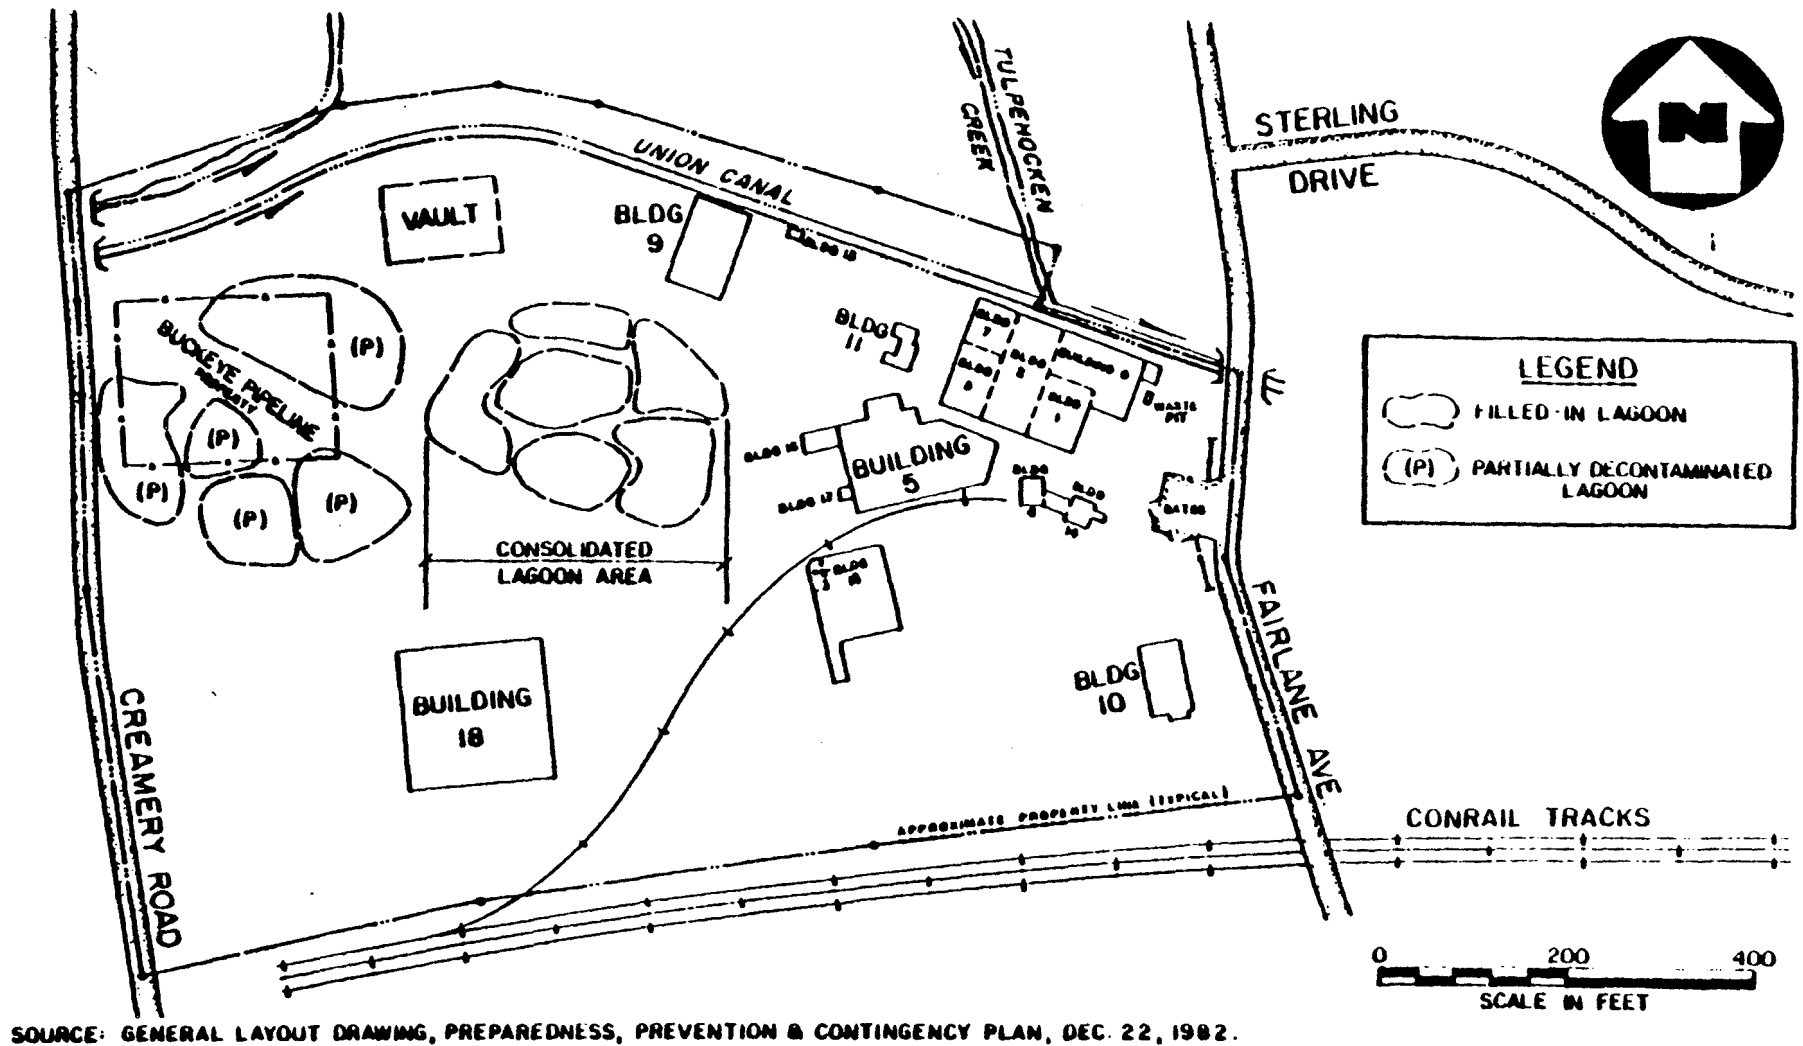 TULPEHOCKEN
CREEK
STERLING
DRIVE
N
UNION CANAL
VAULT
BLDG
9
BLDG
11
BLDG
7
BUILDING 6
BLDG
1
WASTE
PIT
LEGEND
FILLED-IN LAGOON
(P) PARTIALLY DECONTAMINATED
LAGOON
BUCKEYE PIPELINE
PROPERTY
(P)
(P)
(P)
(P)
(P)
BUILDING
5
BLDG 17
BLDG
BLDG
GATES
CONSOLIDATED
LAGOON AREA
BLDG
BUILDING
18
BLDG
10
FAIRLANE AVE
CREAMERY ROAD
APPROXIMATE PROPERTY LINE (TYPICAL)
CONRAIL TRACKS
0 200 400
SCALE IN FEET
SOURCE: GENERAL LAYOUT DRAWING, PREPAREDNESS, PREVENTION & CONTINGENCY PLAN, DEC. 22, 1982.